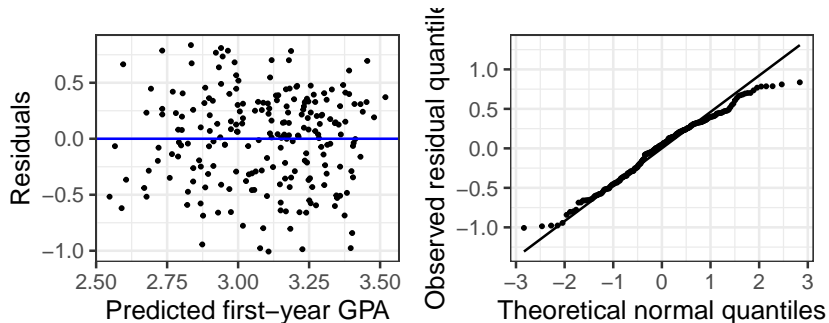 Residuals
0.5
0.0
−0.5
−1.0
2.50 2.75 3.00 3.25 3.50
Predicted first−year GPA
Observed residual quantile
1.0
0.5
0.0
−0.5
−1.0
−3 −2 −1 0 1 2 3
Theoretical normal quantiles